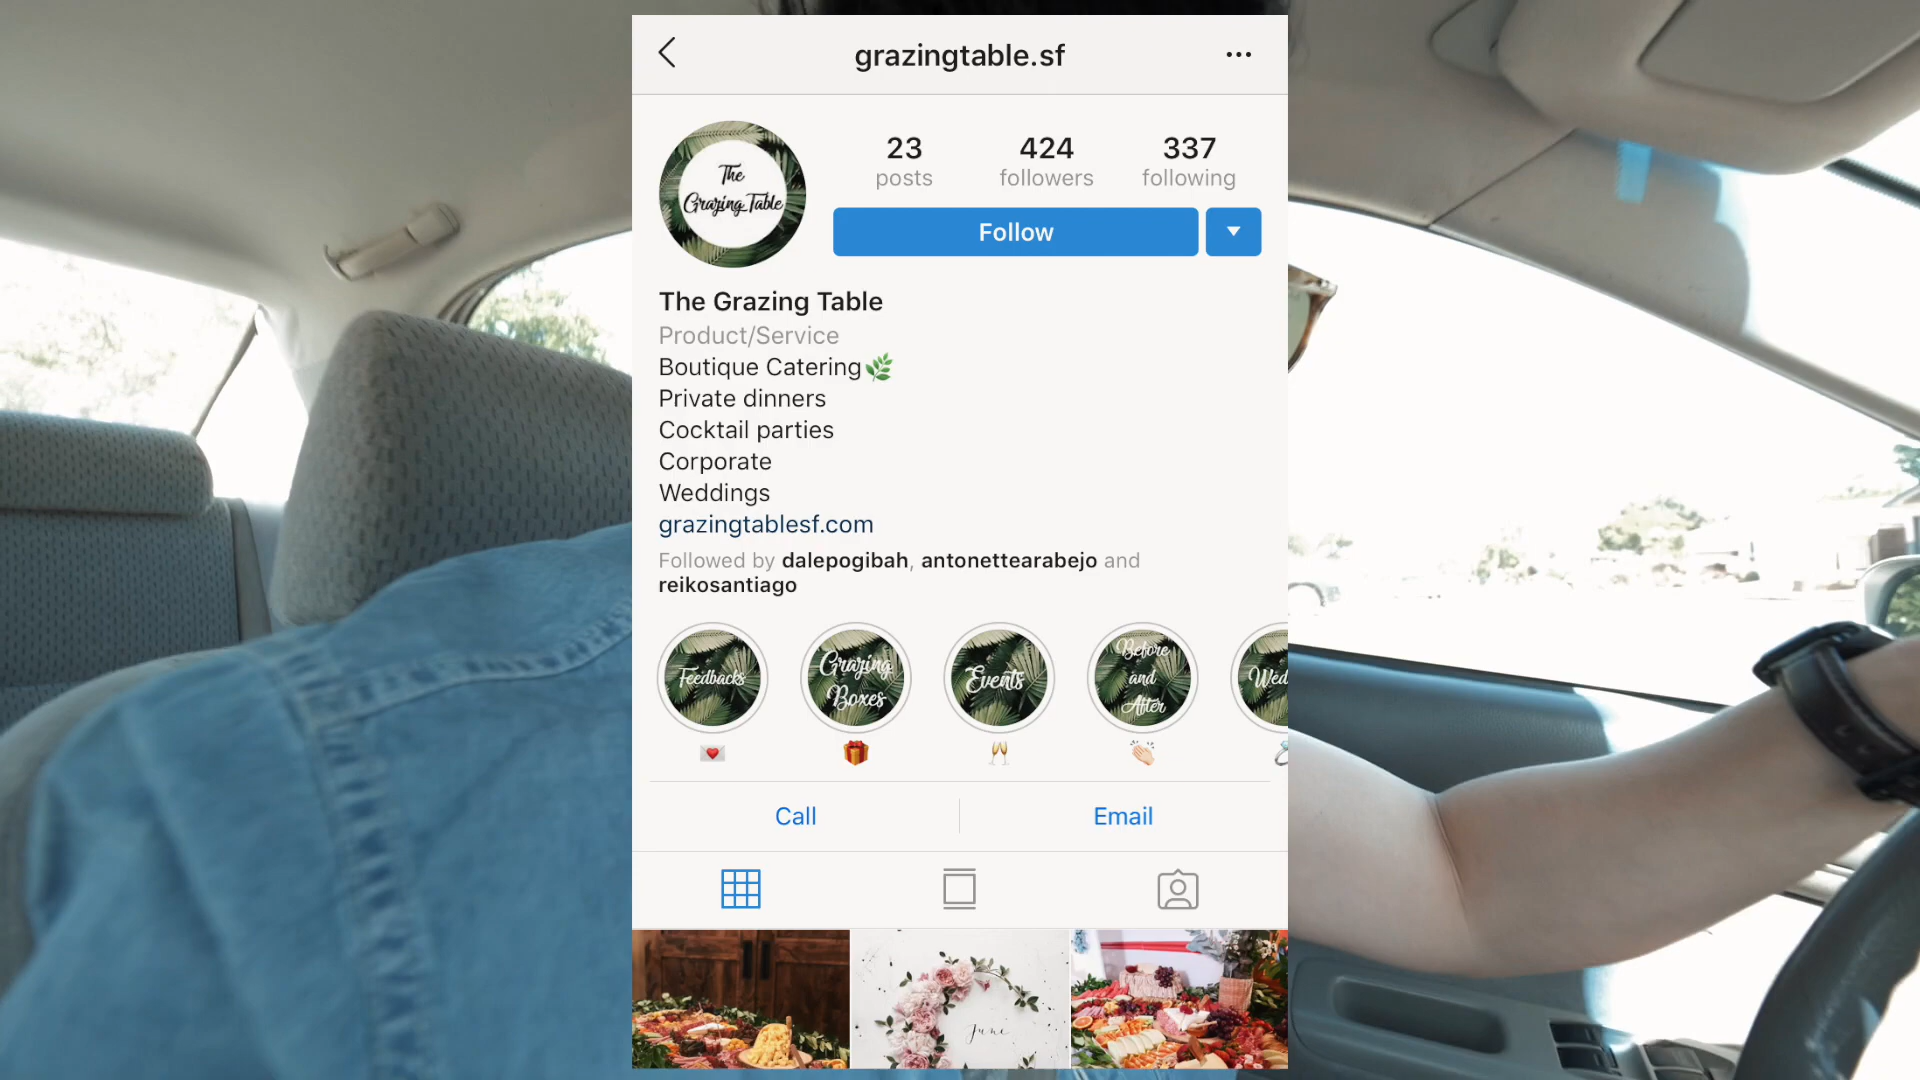 grazingtable.sf
The
Grazing Table
23
424
337
posts
followers
following
Follow
The Grazing Table
Product/Service
Boutique Catering
Private dinners
Cocktail parties
Corporate
Weddings
grazingtablesf.com
Followed by dalepogibah, antonettearabejo and
reikosantiago
Feedbacks
Grazing
Boxes
Events
Before
and
After
Wed
Call
Email
June